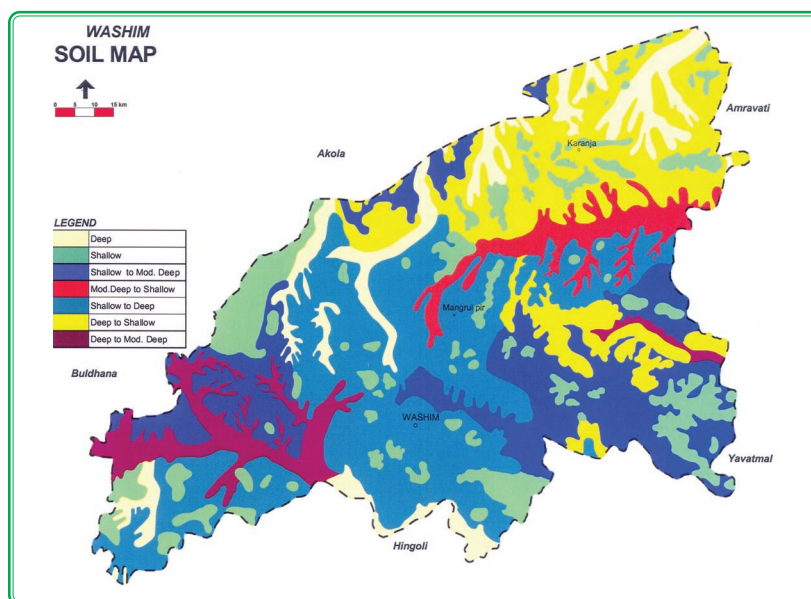 WASHIM
SOIL MAP
0 5 10 15 km
Amravati
Karanja
Akola
LEGEND
Deep
Shallow
Shallow to Mod. Deep
Mod.Deep to Shallow
Shallow to Deep
Deep to Shallow
Deep to Mod. Deep
Mangrul pir
Buldhana
WASHIM
Yavatmal
Hingoli